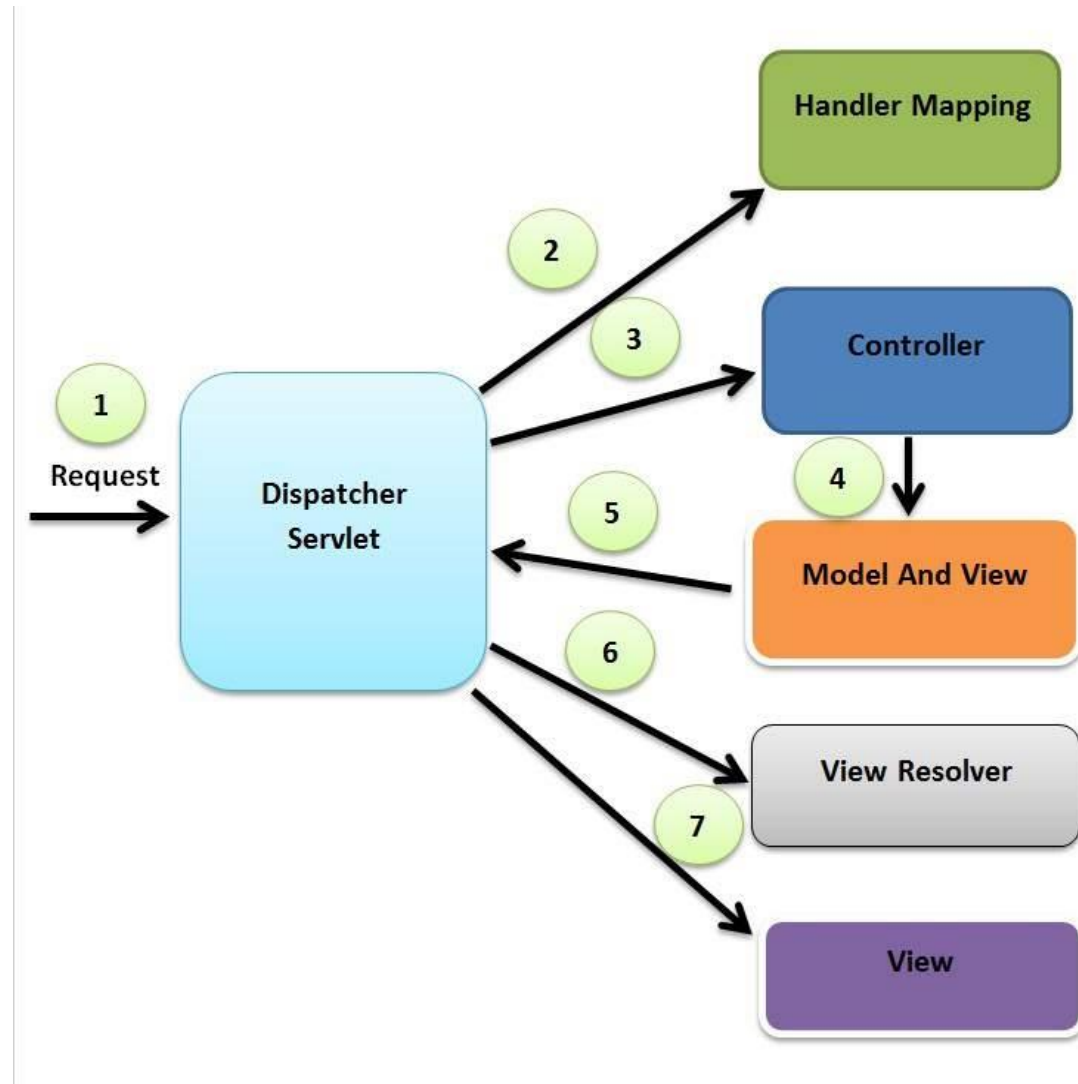 Handler Mapping
2
3
Controller
1
Request
Dispatcher
Servlet
4
5
Model And View
6
View Resolver
7
View